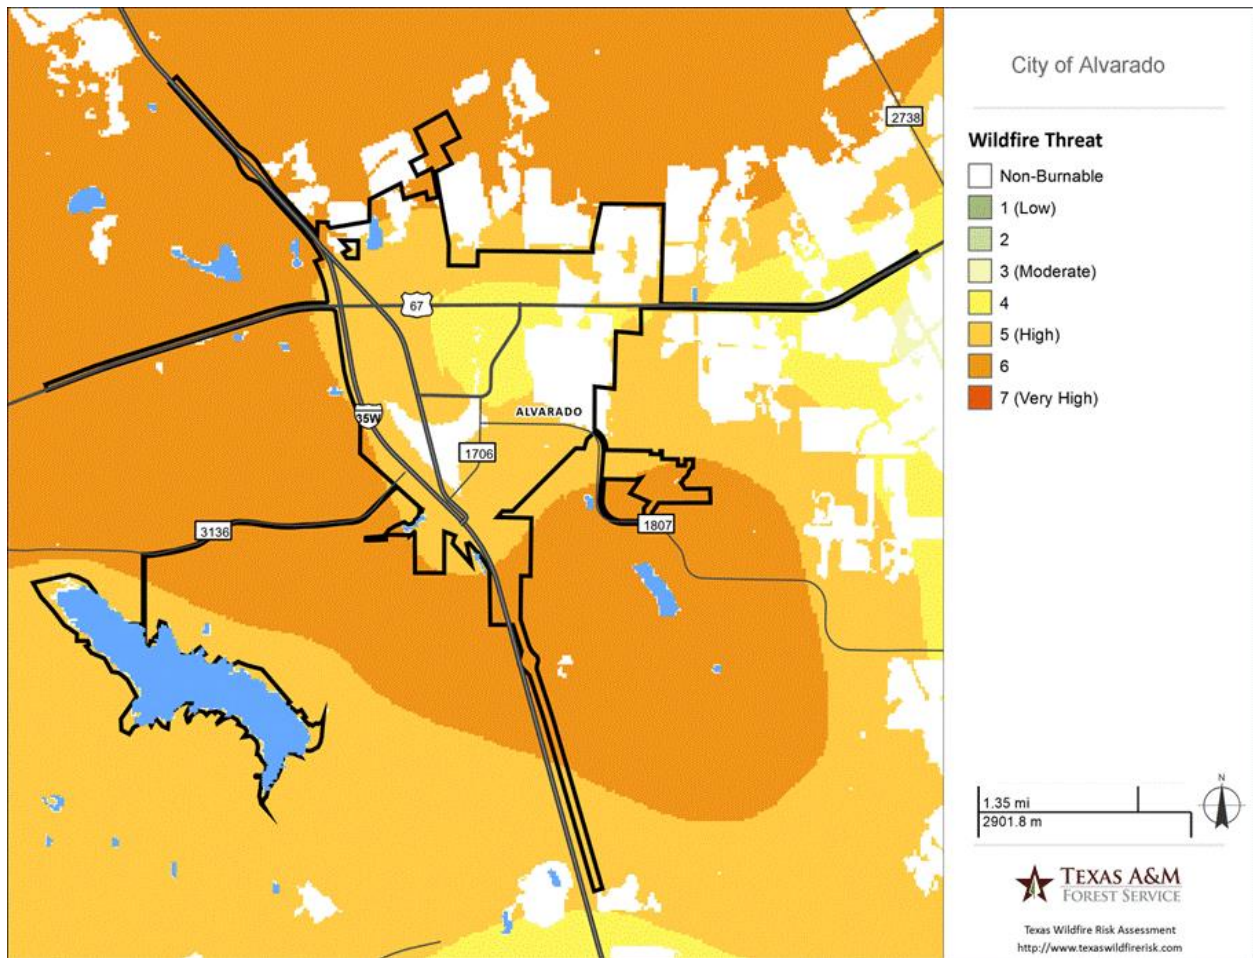 City of Alvarado
2738
Wildfire Threat
Non-Burnable
1 (Low)
2
3 (Moderate)
4
5 (High)
6
7 (Very High)
67
35W
ALVARADO
1706
3136
1807
N
1.35 mi
2901.8 m
TEXAS A&M
FOREST SERVICE
Texas Wildfire Risk Assessment
http://www.texaswildfirerisk.com